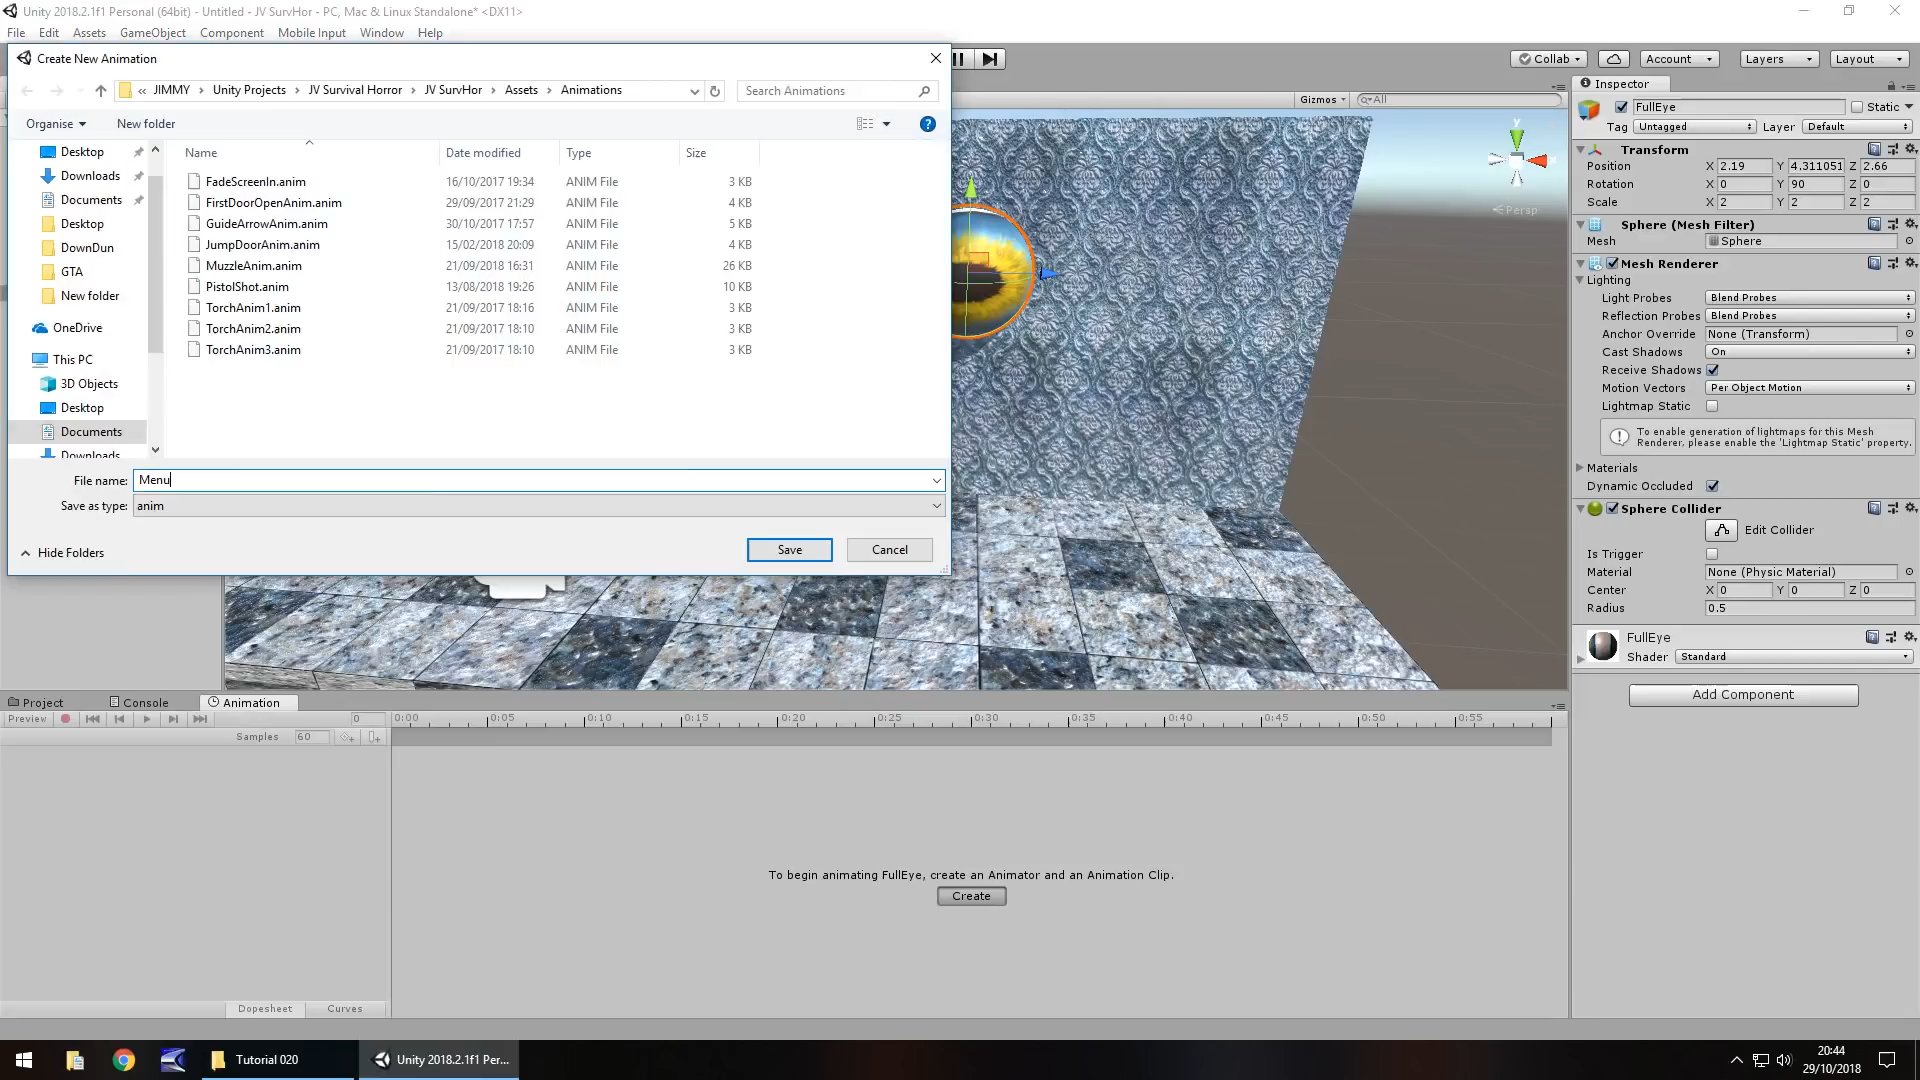 Unity 2018.2.1f1 Personal (64bit) - Untitled - JV SurvHor - PC, Mac & Linux Standalone* <DX11>
File Edit Assets GameObject Component Mobile Input Window Help
Create New Animation
Collab Account Layers Layout
« JIMMY > Unity Projects > JV Survival Horror > JV SurvHor > Assets > Animations
Search Animations
Gizmos All
Organise New folder
Name Date modified Type Size
FadeScreenIn.anim 16/10/2017 19:34 ANIM File 3 KB
FirstDoorOpenAnim.anim 29/09/2017 21:29 ANIM File 4 KB
GuideArrowAnim.anim 30/10/2017 17:57 ANIM File 5 KB
JumpDoorAnim.anim 15/02/2018 20:09 ANIM File 4 KB
MuzzleAnim.anim 21/09/2018 16:31 ANIM File 26 KB
PistolShot.anim 13/08/2018 19:26 ANIM File 10 KB
TorchAnim1.anim 21/09/2017 18:16 ANIM File 3 KB
TorchAnim2.anim 21/09/2017 18:10 ANIM File 3 KB
TorchAnim3.anim 21/09/2017 18:10 ANIM File 3 KB
Desktop
Downloads
Documents
Desktop
DownDun
GTA
New folder
OneDrive
This PC
3D Objects
Desktop
Documents
Downloads
File name: Menu
Save as type: anim
Hide Folders
Save Cancel
y
Persp
Inspector
FullEye Static
Tag Untagged Layer Default
Transform
Position X 2.19 Y 4.311051 Z 2.66
Rotation X 0 Y 90 Z 0
Scale X 2 Y 2 Z 2
Sphere (Mesh Filter)
Mesh Sphere
Mesh Renderer
Lighting
Light Probes Blend Probes
Reflection Probes Blend Probes
Anchor Override None (Transform)
Cast Shadows On
Receive Shadows
Motion Vectors Per Object Motion
Lightmap Static
To enable generation of lightmaps for this Mesh
Renderer, please enable the 'Lightmap Static' property.
Materials
Dynamic Occluded
Sphere Collider
Edit Collider
Is Trigger
Material None (Physic Material)
Center X 0 Y 0 Z 0
Radius 0.5
FullEye
Shader Standard
Add Component
Project Console Animation
Preview 0 0:00 0:05 0:10 0:15 0:20 0:25 0:30 0:35 0:40 0:45 0:50 0:55
Samples 60
To begin animating FullEye, create an Animator and an Animation Clip.
Create
Dopesheet Curves
Tutorial 020
Unity 2018.2.1f1 Per...
20:44
29/10/2018